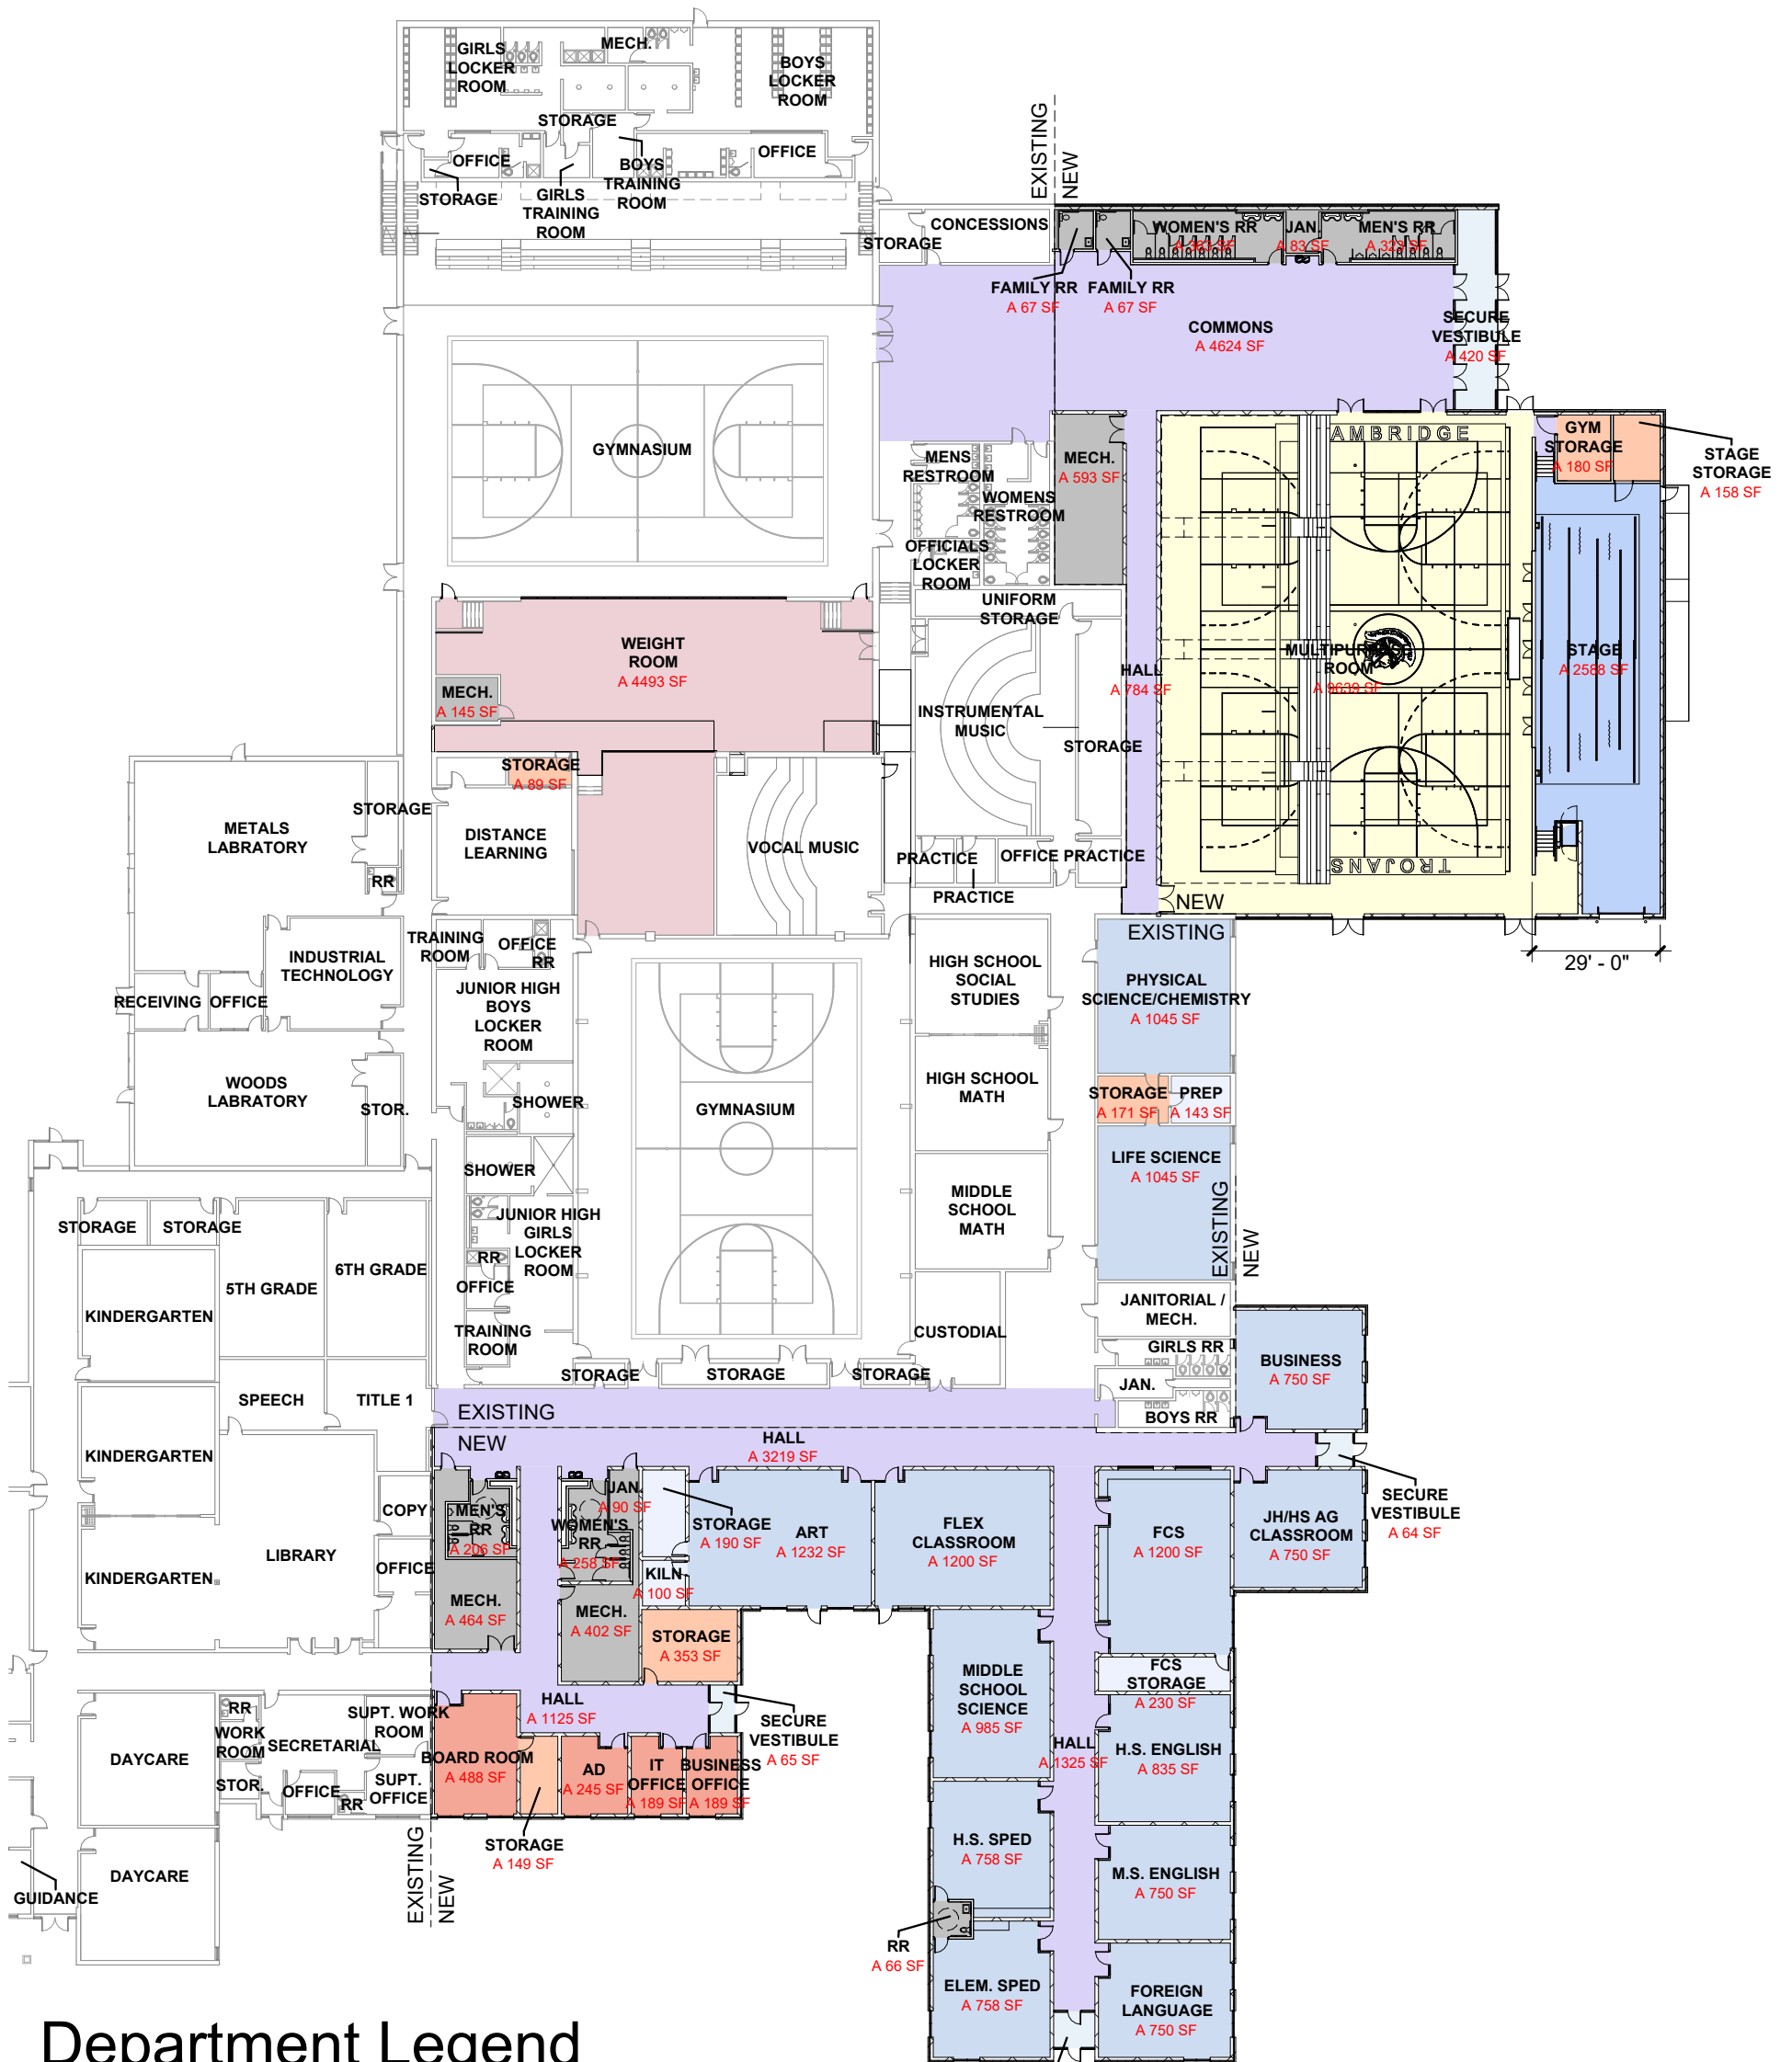 GIRLS
LOCKER
ROOM
MECH.
BOYS
LOCKER
ROOM
STORAGE
OFFICE
BOYS
TRAINING
ROOM
OFFICE
STORAGE
GIRLS
TRAINING
ROOM
EXISTING
NEW
CONCESSIONS
STORAGE
WOMEN'S RR
A 363 SF
JAN.
A 83 SF
MEN'S RR
A 323 SF
FAMILY RR
A 67 SF
FAMILY RR
A 67 SF
COMMONS
A 4624 SF
SECURE
VESTIBULE
A 420 SF
GYMNASIUM
MENS
RESTROOM
WOMENS
RESTROOM
OFFICIALS
LOCKER
ROOM
MECH.
A 593 SF
AMBRIDGE
GYM
STORAGE
A 180 SF
STAGE
STORAGE
A 158 SF
UNIFORM
STORAGE
WEIGHT
ROOM
A 4493 SF
MECH.
A 145 SF
HALL
A 784 SF
ROOM
A 9639 SF
STAGE
A 2588 SF
INSTRUMENTAL
MUSIC
STORAGE
STORAGE
A 89 SF
METALS
LABRATORY
STORAGE
DISTANCE
LEARNING
VOCAL MUSIC
PRACTICE
OFFICE
PRACTICE
PRACTICE
TROJANS
RR
NEW
EXISTING
29' - 0"
TRAINING
ROOM
OFFICE
RR
INDUSTRIAL
TECHNOLOGY
RECEIVING
OFFICE
JUNIOR HIGH
BOYS
LOCKER
ROOM
HIGH SCHOOL
SOCIAL
STUDIES
PHYSICAL
SCIENCE/CHEMISTRY
A 1045 SF
WOODS
LABRATORY
STOR.
SHOWER
GYMNASIUM
HIGH SCHOOL
MATH
STORAGE
A 171 SF
PREP
A 143 SF
LIFE SCIENCE
A 1045 SF
SHOWER
MIDDLE
SCHOOL
MATH
EXISTING
NEW
STORAGE
STORAGE
JUNIOR HIGH
GIRLS
LOCKER
ROOM
RR
OFFICE
TRAINING
ROOM
5TH GRADE
6TH GRADE
KINDERGARTEN
CUSTODIAL
JANITORIAL /
MECH.
GIRLS RR
JAN.
BOYS RR
BUSINESS
A 750 SF
STORAGE
STORAGE
STORAGE
SPEECH
TITLE 1
EXISTING
NEW
HALL
A 3219 SF
KINDERGARTEN
COPY
MEN'S
RR
A 206 SF
JAN.
A 90 SF
WOMEN'S
RR
A 258 SF
STORAGE
A 190 SF
ART
A 1232 SF
FLEX
CLASSROOM
A 1200 SF
FCS
A 1200 SF
JH/HS AG
CLASSROOM
A 750 SF
SECURE
VESTIBULE
A 64 SF
LIBRARY
OFFICE
KINDERGARTEN
KILN
A 100 SF
MECH.
A 464 SF
MECH.
A 402 SF
STORAGE
A 353 SF
MIDDLE
SCHOOL
SCIENCE
A 985 SF
FCS
STORAGE
A 230 SF
RR
WORK
ROOM
SECRETARIAL
SUPT. WORK
ROOM
HALL
A 1125 SF
SECURE
VESTIBULE
A 65 SF
DAYCARE
STOR.
OFFICE
RR
SUPT.
OFFICE
BOARD ROOM
A 488 SF
AD
A 245 SF
IT
OFFICE
A 189 SF
BUSINESS
OFFICE
A 189 SF
HALL
A 1325 SF
H.S. ENGLISH
A 835 SF
STORAGE
A 149 SF
EXISTING
NEW
H.S. SPED
A 758 SF
M.S. ENGLISH
A 750 SF
DAYCARE
GUIDANCE
RR
A 66 SF
ELEM. SPED
A 758 SF
FOREIGN
LANGUAGE
A 750 SF
Department Legend